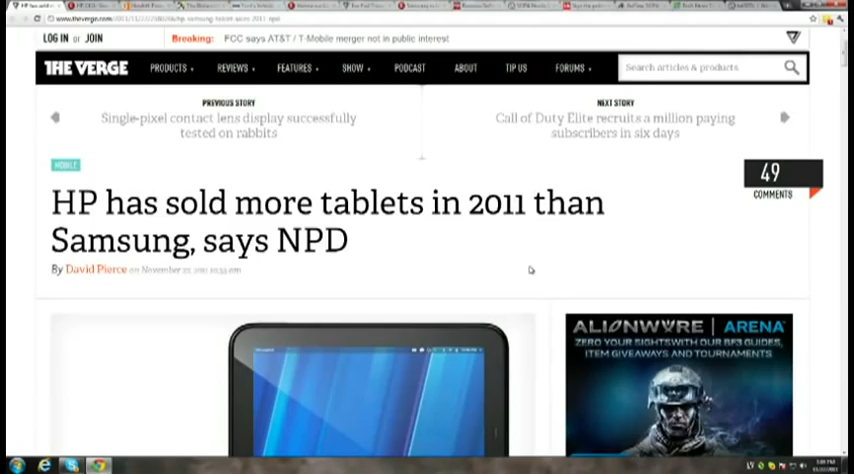 LOG IN or JOIN
Breaking: FCC says AT&T / T-Mobile merger not in public interest
THE VERGE
PRODUCTS
REVIEWS
FEATURES
SHOW
PODCAST
ABOUT
TIP US
FORUMS
Search articles & products
PREVIOUS STORY
Single-pixel contact lens display successfully
tested on rabbits
NEXT STORY
Call of Duty Elite recruits a million paying
subscribers in six days
MOBILE
49
COMMENTS
HP has sold more tablets in 2011 than
Samsung, says NPD
By David Pierce on November
ALIENWARE | ARENA
ZERO YOUR SIGHTS WITH OUR BF3 GUIDES,
ITEM GIVEAWAYS AND TOURNAMENTS